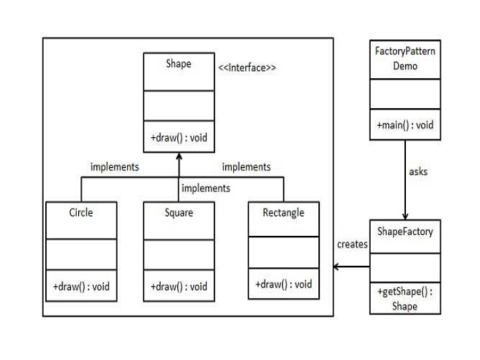 Shape
<<Interface>>
+draw() : void
FactoryPattern
Demo
+main() : void
implements
implements
implements
asks
Circle
+draw() : void
Square
+draw() : void
Rectangle
+draw() : void
creates
ShapeFactory
+getShape() :
Shape